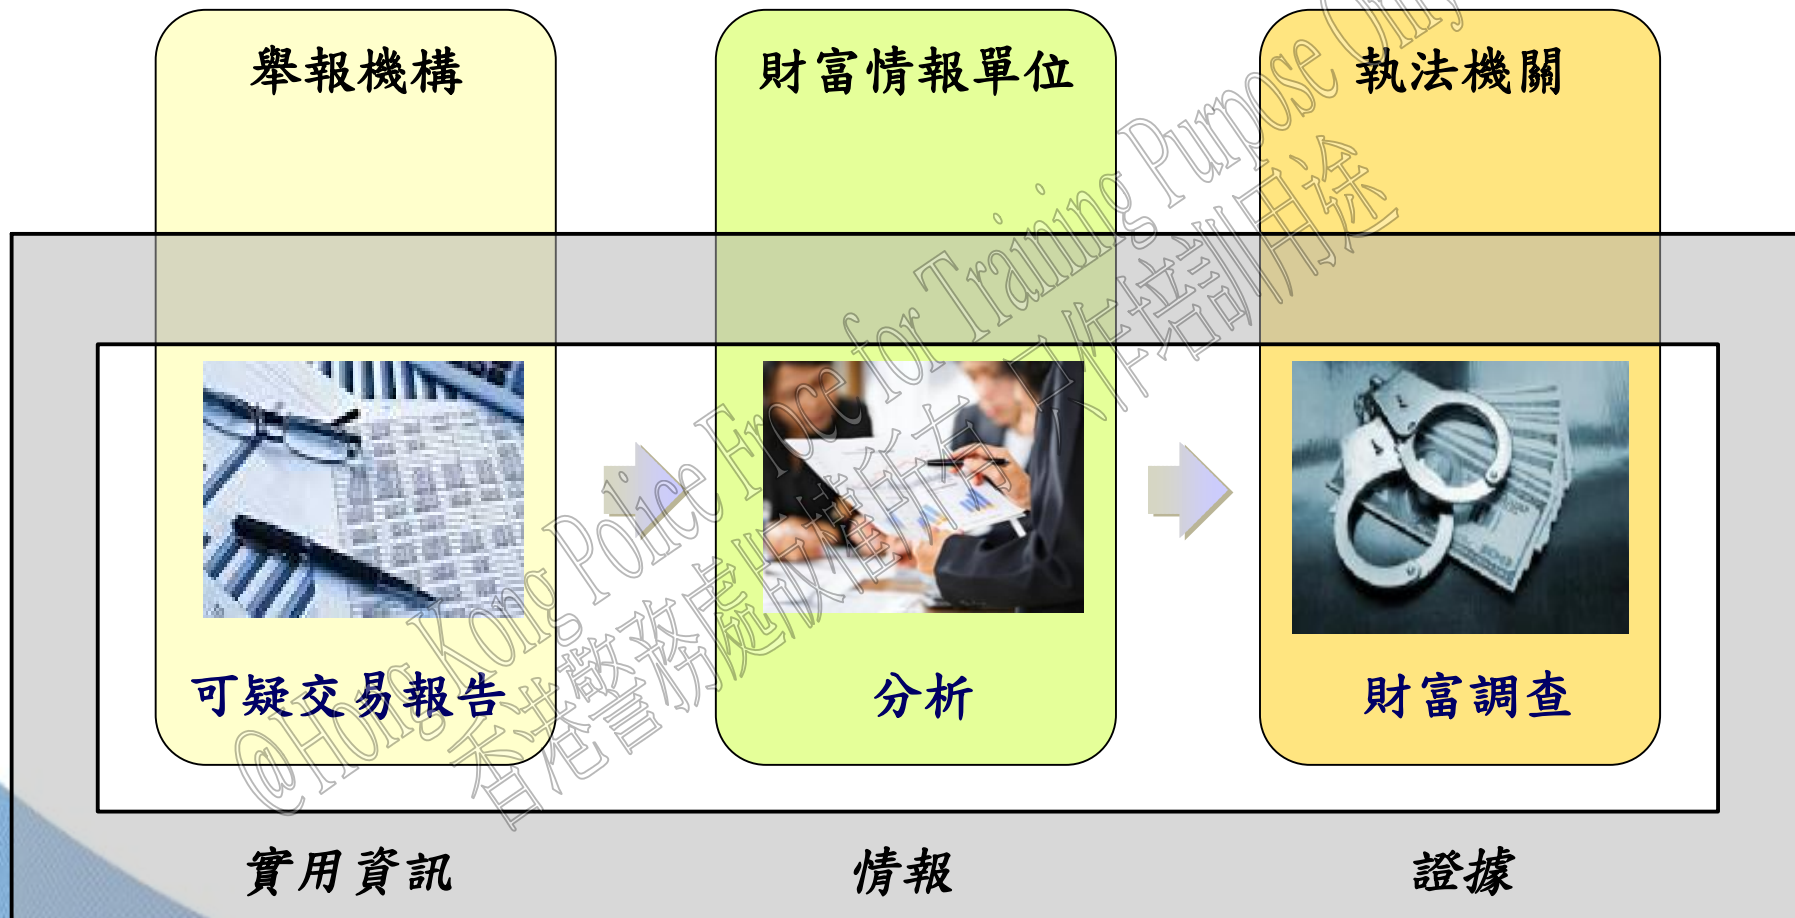 舉報機構
財富情報單位
執法機關
可疑交易報告
分析
財富調查
實用資訊
情報
證據
@Hong Kong Police Froce for Training Purpose Only
香港警務處版權所有 只作培訓用途